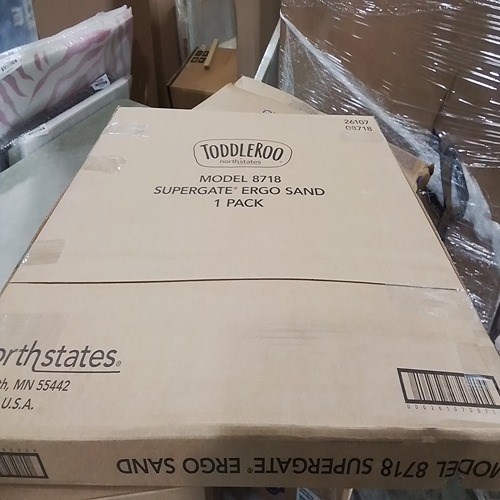 26107
08718
TODDLEROO
northstates
MODEL 8718
SUPERGATE® ERGO SAND
1 PACK
orthstates®
th, MN 55442
U.S.A.
MODEL 8718 SUPERGATE® ERGO SAND